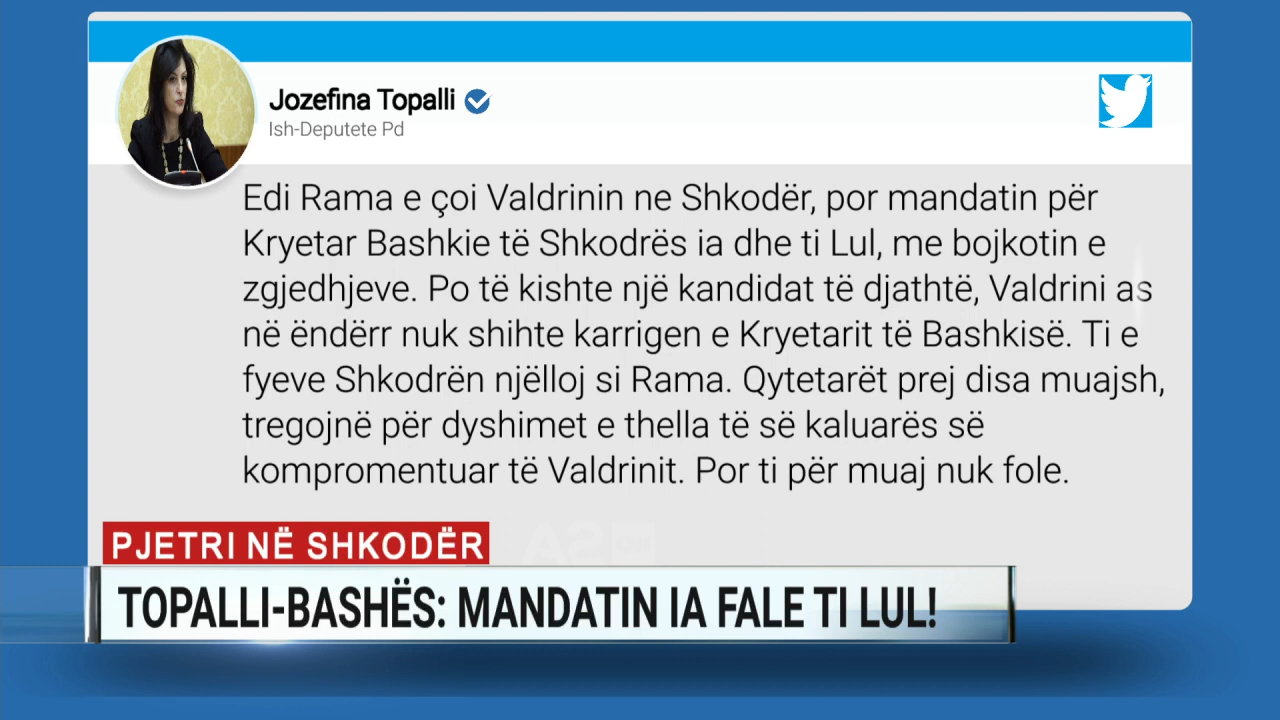 Jozefina Topalli
Ish-Deputete Pd
Edi Rama e çoi Valdrinin ne Shkodër, por mandatin për
Kryetar Bashkie të Shkodrës ia dhe ti Lul, me bojkotin e
zgjedhjeve. Po të kishte një kandidat të djathtë, Valdrini as
në ëndërr nuk shihte karrigen e Kryetarit të Bashkisë. Ti e
fyeve Shkodrën njëlloj si Rama. Qytetarët prej disa muajsh,
tregojnë për dyshimet e thella të së kaluarës së
kompromentuar të Valdrinit. Por ti për muaj nuk fole.
PJETRI NË SHKODËR
TOPALLI-BASHËS: MANDATIN IA FALE TI LUL!